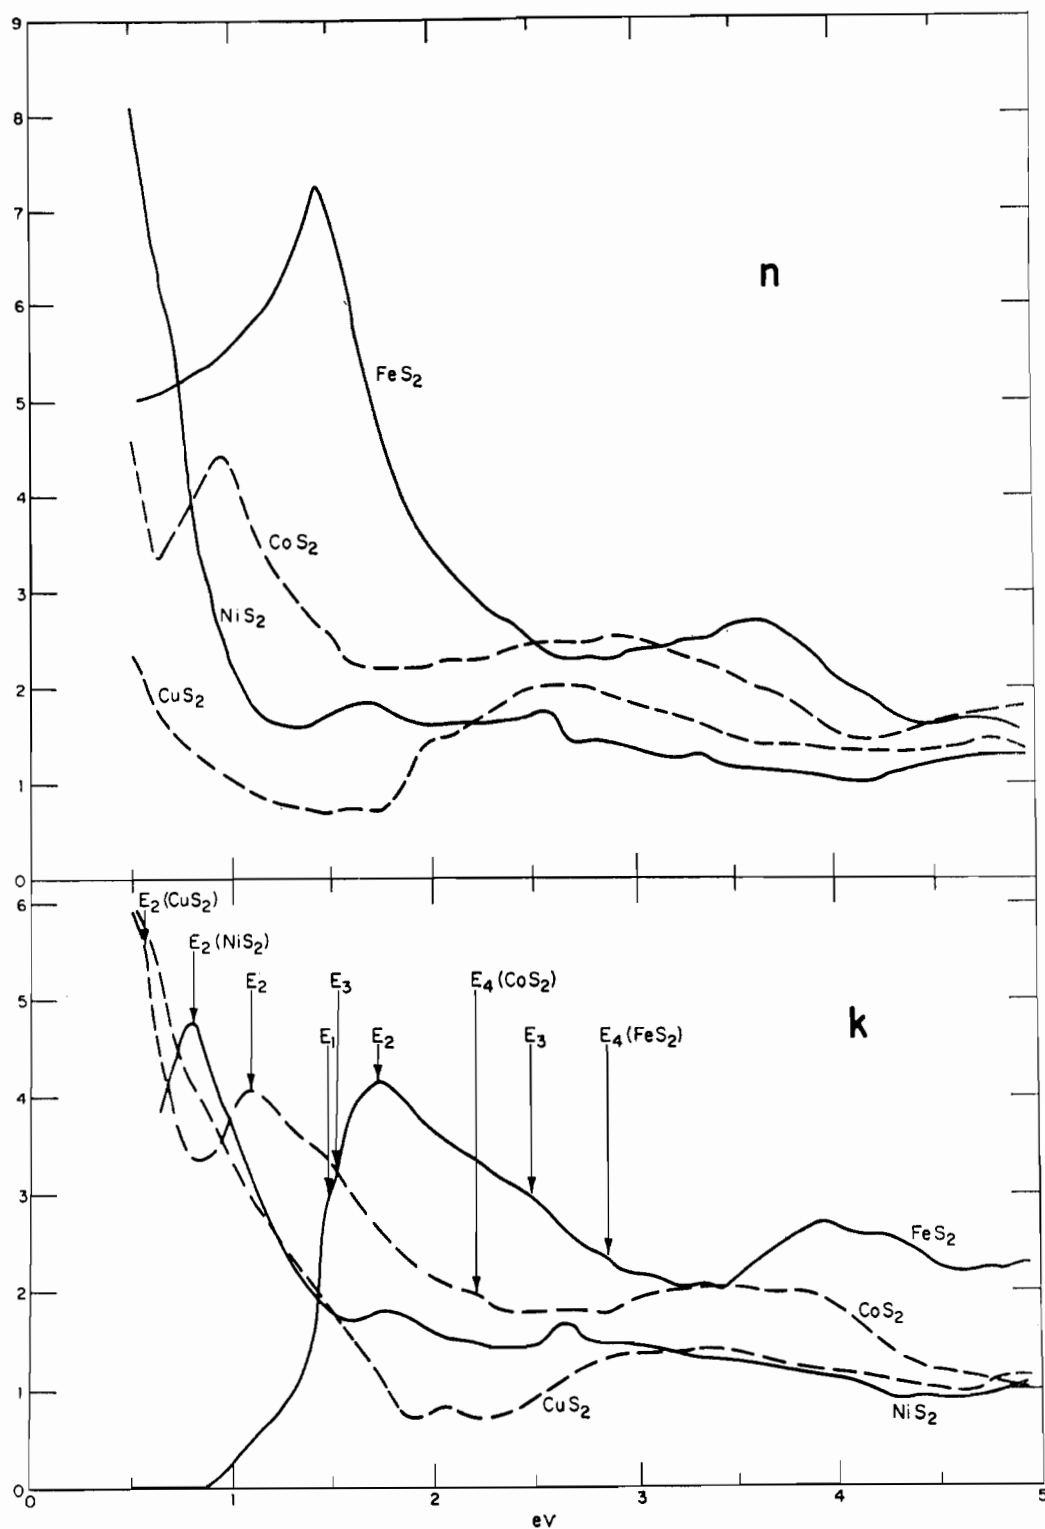 9
8
7
6
5
4
3
2
1
0
n
FeS2
CoS2
NiS2
CuS2
6
5
4
3
2
1
0
E2 (CuS2)
E2 (NiS2)
E2
E3
E4 (CoS2)
E1
E2
E3
E4 (FeS2)
k
FeS2
CoS2
CuS2
NiS2
0 1 2 3 4 5
eV